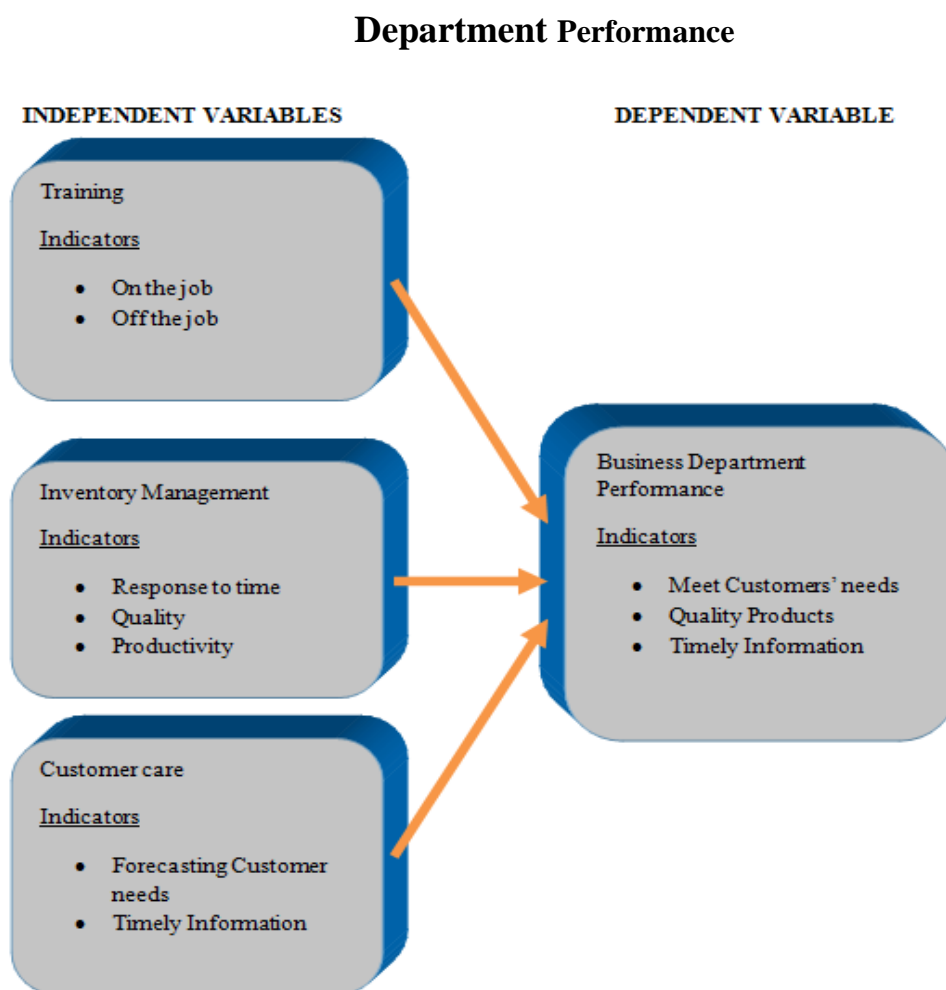 Department Performance
INDEPENDENT VARIABLES
DEPENDENT VARIABLE
Training
Indicators
• On the job
• Off the job
Inventory Management
Indicators
• Response to time
• Quality
• Productivity
Customer care
Indicators
• Forecasting Customer
needs
• Timely Information
Business Department
Performance
Indicators
• Meet Customers’ needs
• Quality Products
• Timely Information